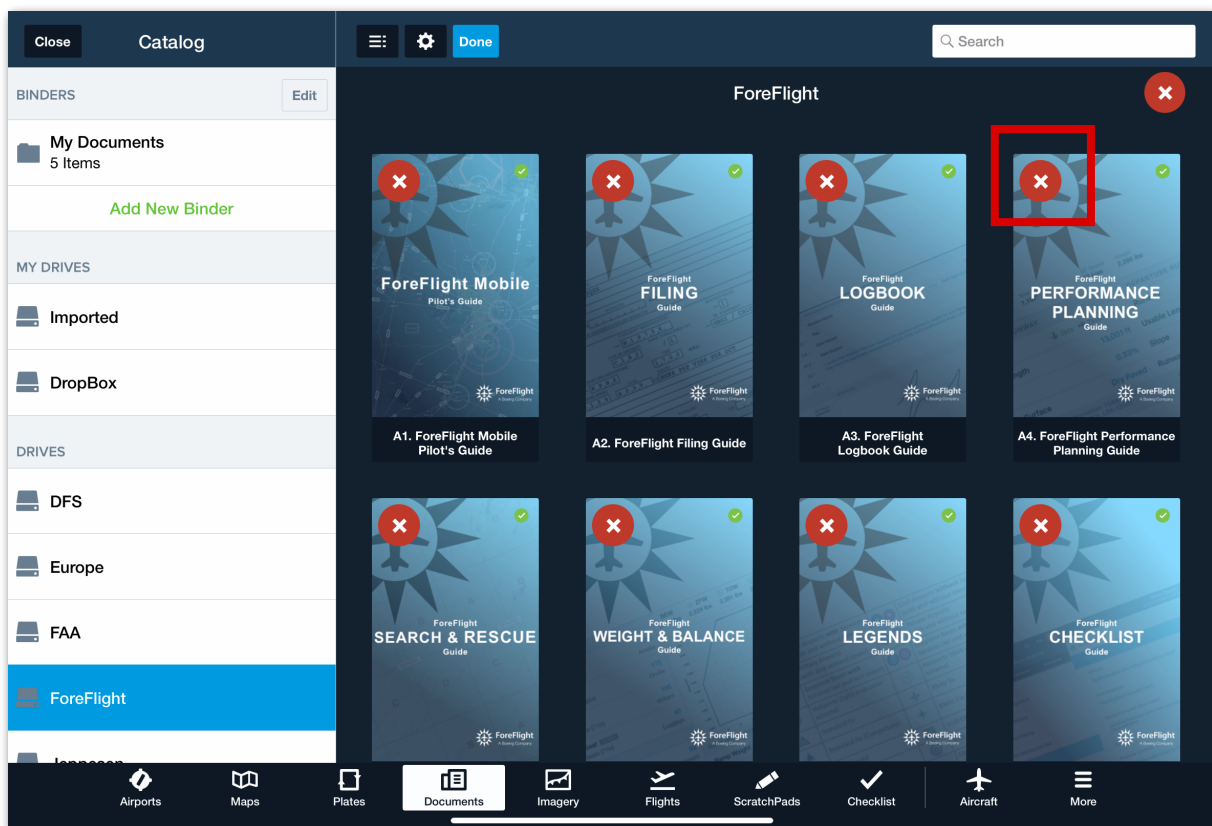 Close
Catalog
Done
Search
BINDERS
Edit
My Documents
5 Items
Add New Binder
MY DRIVES
Imported
DropBox
DRIVES
DFS
Europe
FAA
ForeFlight
ForeFlight
ForeFlight Mobile
Pilot's Guide
ForeFlight
A Boeing Company
A1. ForeFlight Mobile
Pilot's Guide
ForeFlight
FILING
Guide
ForeFlight
A Boeing Company
A2. ForeFlight Filing Guide
ForeFlight
LOGBOOK
Guide
ForeFlight
A Boeing Company
A3. ForeFlight
Logbook Guide
ForeFlight
PERFORMANCE
PLANNING
Guide
ForeFlight
A Boeing Company
A4. ForeFlight Performance
Planning Guide
ForeFlight
SEARCH & RESCUE
Guide
ForeFlight
A Boeing Company
ForeFlight
WEIGHT & BALANCE
Guide
ForeFlight
A Boeing Company
ForeFlight
LEGENDS
Guide
ForeFlight
A Boeing Company
ForeFlight
CHECKLIST
Guide
ForeFlight
A Boeing Company
Airports
Maps
Plates
Documents
Imagery
Flights
ScratchPads
Checklist
Aircraft
More